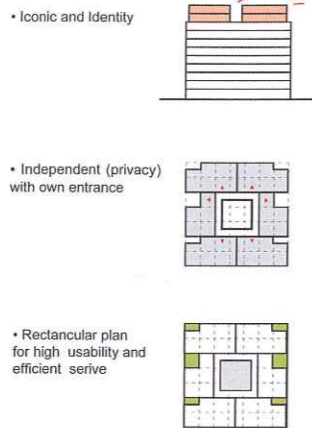 • Iconic and Identity
• Independent (privacy)
with own entrance
• Rectancular plan
for high usability and
efficient serive